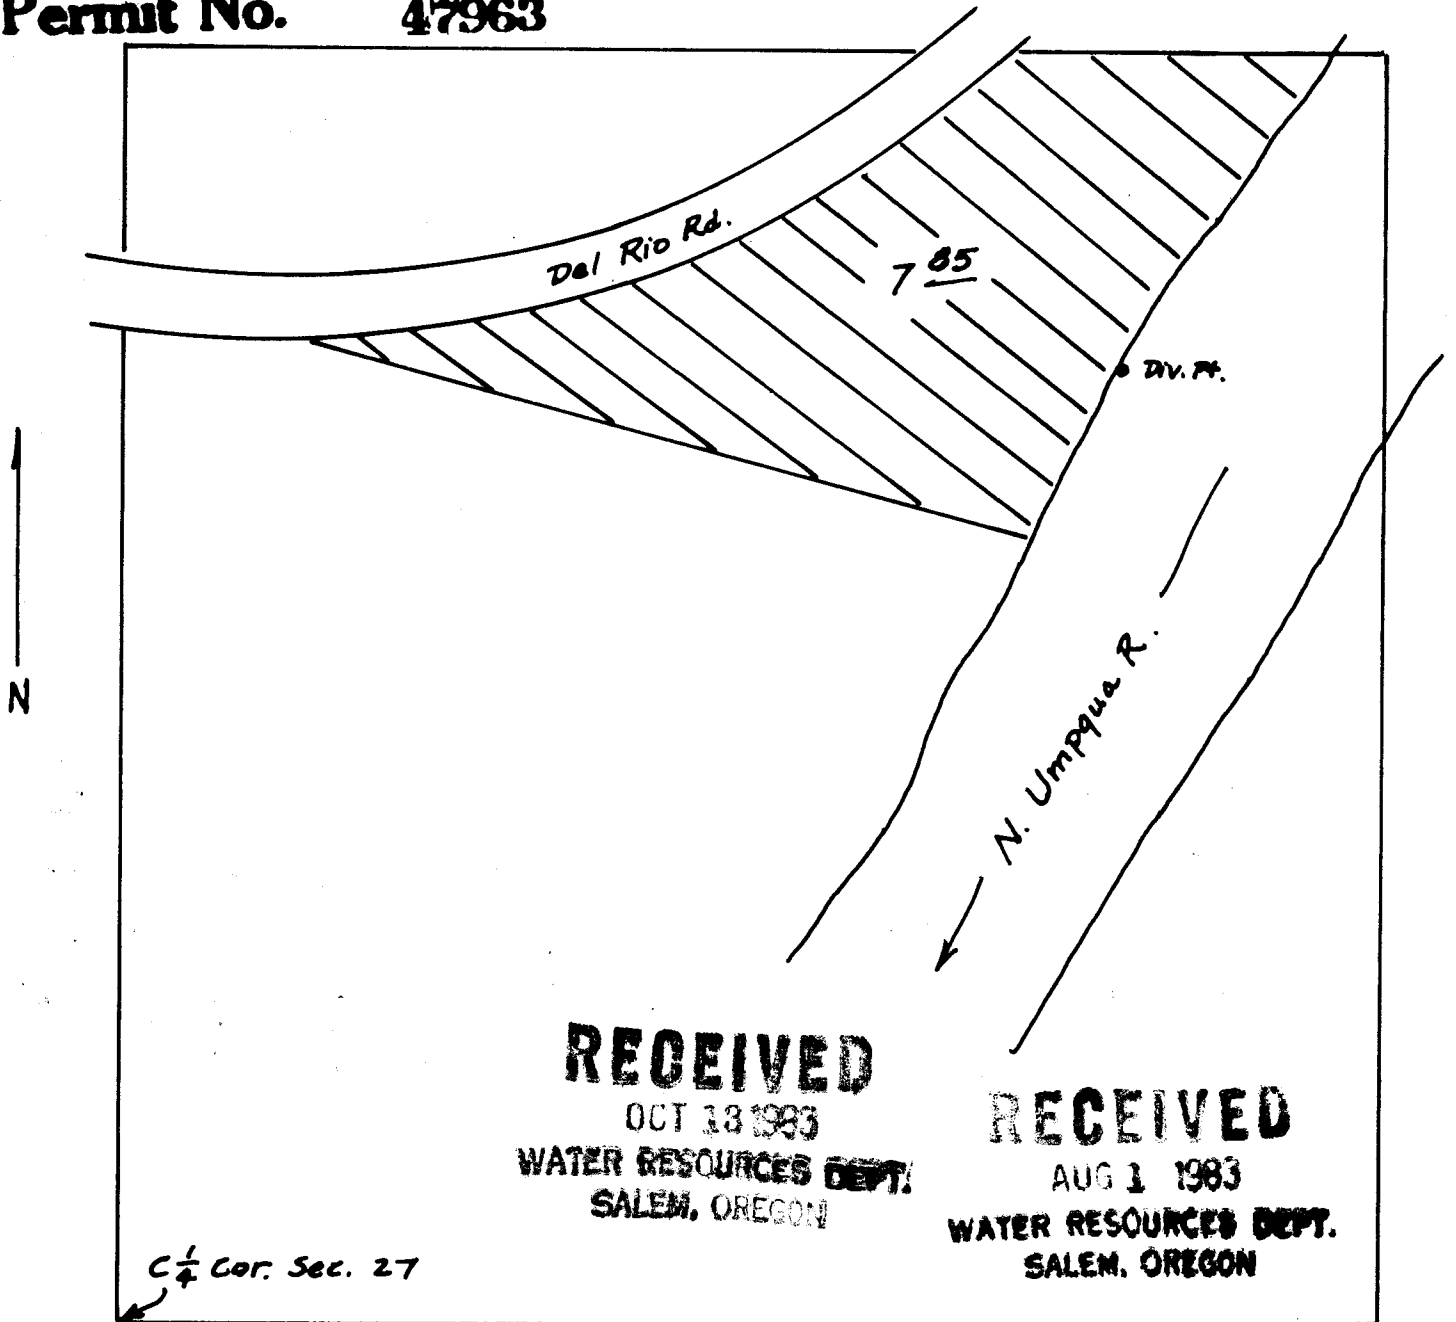 Permit No. 47963
Del Rio Rd.
7 85
Div. Pt.
N
N. Umpqua R.
RECEIVED
OCT 13 1983
WATER RESOURCES DEPT.
SALEM, OREGON
RECEIVED
AUG 1 1983
WATER RESOURCES DEPT.
SALEM, OREGON
C 1/4 Cor. Sec. 27